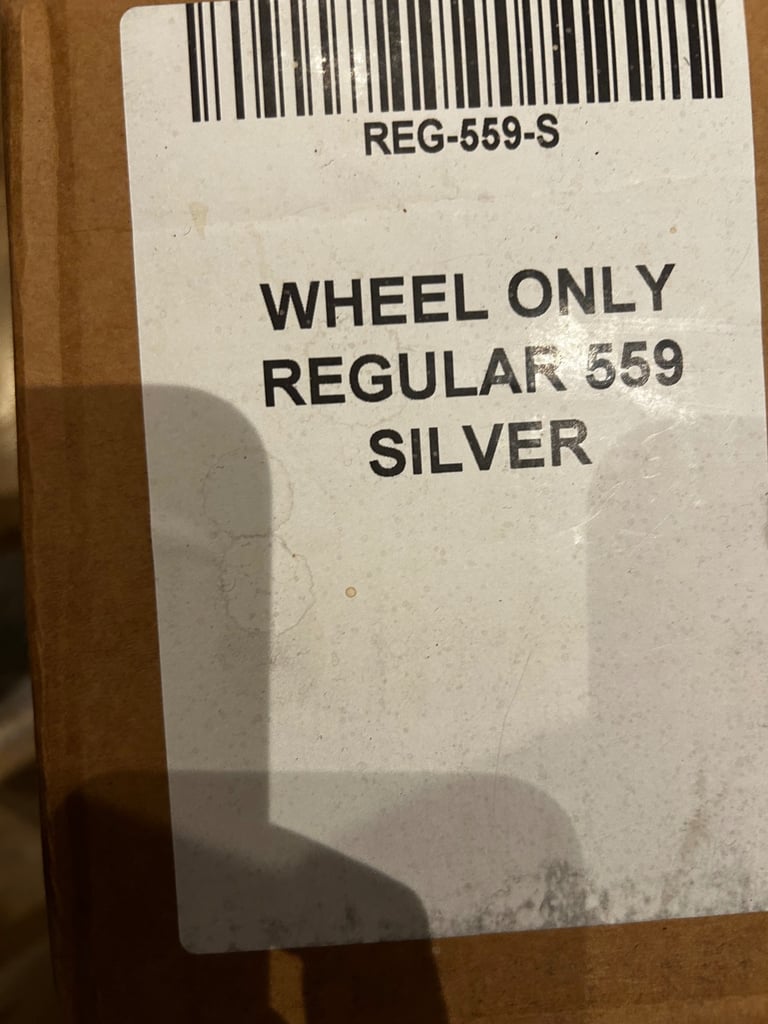 REG-559-S
WHEEL ONLY
REGULAR 559
SILVER